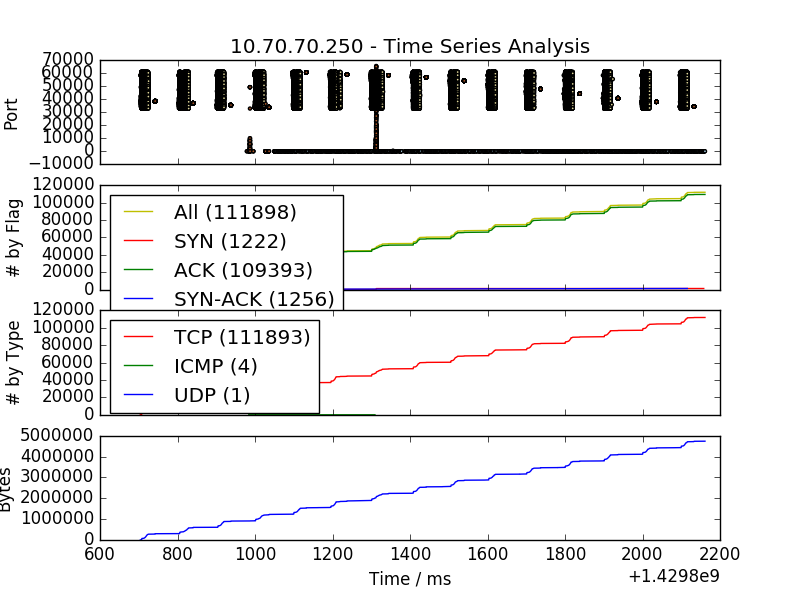 10.70.70.250 - Time Series Analysis
70000
60000
50000
40000
30000
20000
10000
0
−10000
Port
120000
100000
80000
60000
40000
20000
0
# by Flag
All (111898)
SYN (1222)
ACK (109393)
SYN-ACK (1256)
120000
100000
80000
60000
40000
20000
0
# by Type
TCP (111893)
ICMP (4)
UDP (1)
5000000
4000000
3000000
2000000
1000000
0
Bytes
600 800 1000 1200 1400 1600 1800 2000 2200
Time / ms
+1.4298e9